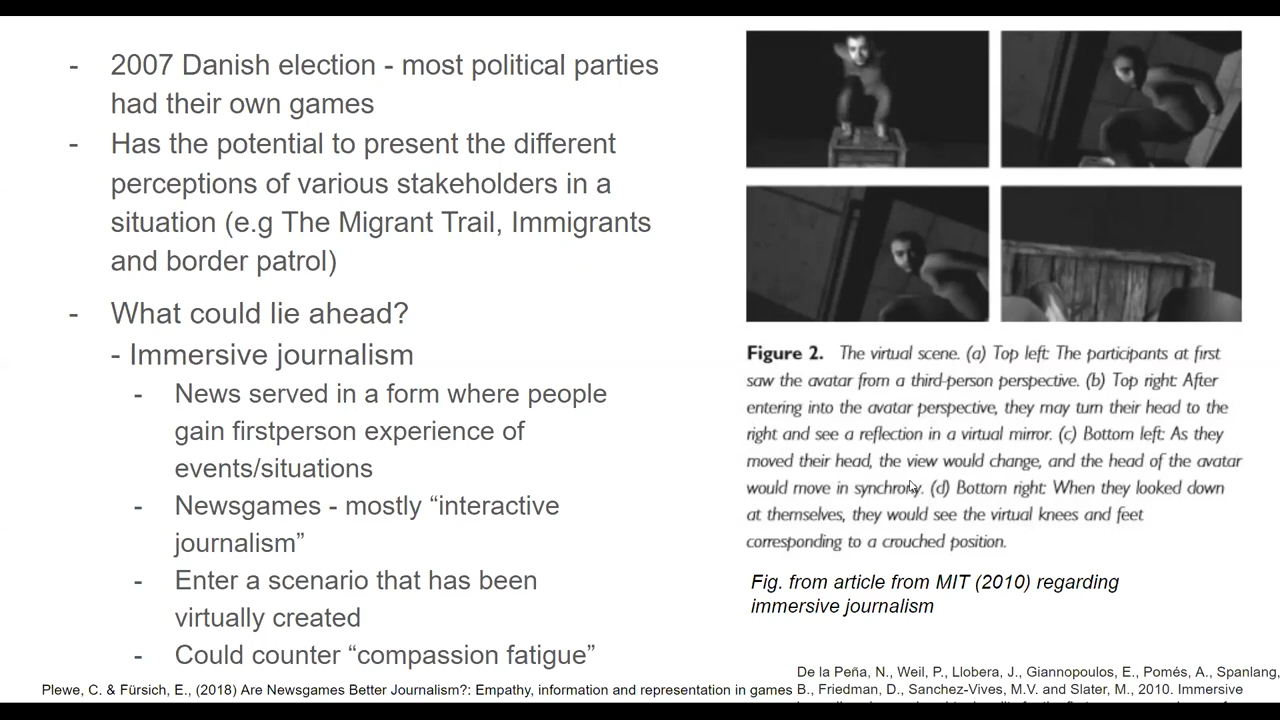 - 2007 Danish election - most political parties
had their own games
- Has the potential to present the different
perceptions of various stakeholders in a
situation (e.g The Migrant Trail, Immigrants
and border patrol)
- What could lie ahead?
- Immersive journalism
- News served in a form where people
gain firstperson experience of
events/situations
- Newsgames - mostly “interactive
journalism”
- Enter a scenario that has been
virtually created
- Could counter “compassion fatigue”
Plewe, C. & Fürsich, E., (2018) Are Newsgames Better Journalism?: Empathy, information and representation in games
Figure 2. The virtual scene. (a) Top left: The participants at first
saw the avatar from a third-person perspective. (b) Top right: After
entering into the avatar perspective, they may turn their head to the
right and see a reflection in a virtual mirror. (c) Bottom left: As they
moved their head, the view would change, and the head of the avatar
would move in synchrony. (d) Bottom right: When they looked down
at themselves, they would see the virtual knees and feet
corresponding to a crouched position.
Fig. from article from MIT (2010) regarding
immersive journalism
De la Peña, N., Weil, P., Llobera, J., Giannopoulos, E., Pomés, A., Spanlang,
B., Friedman, D., Sanchez-Vives, M.V. and Slater, M., 2010. Immersive